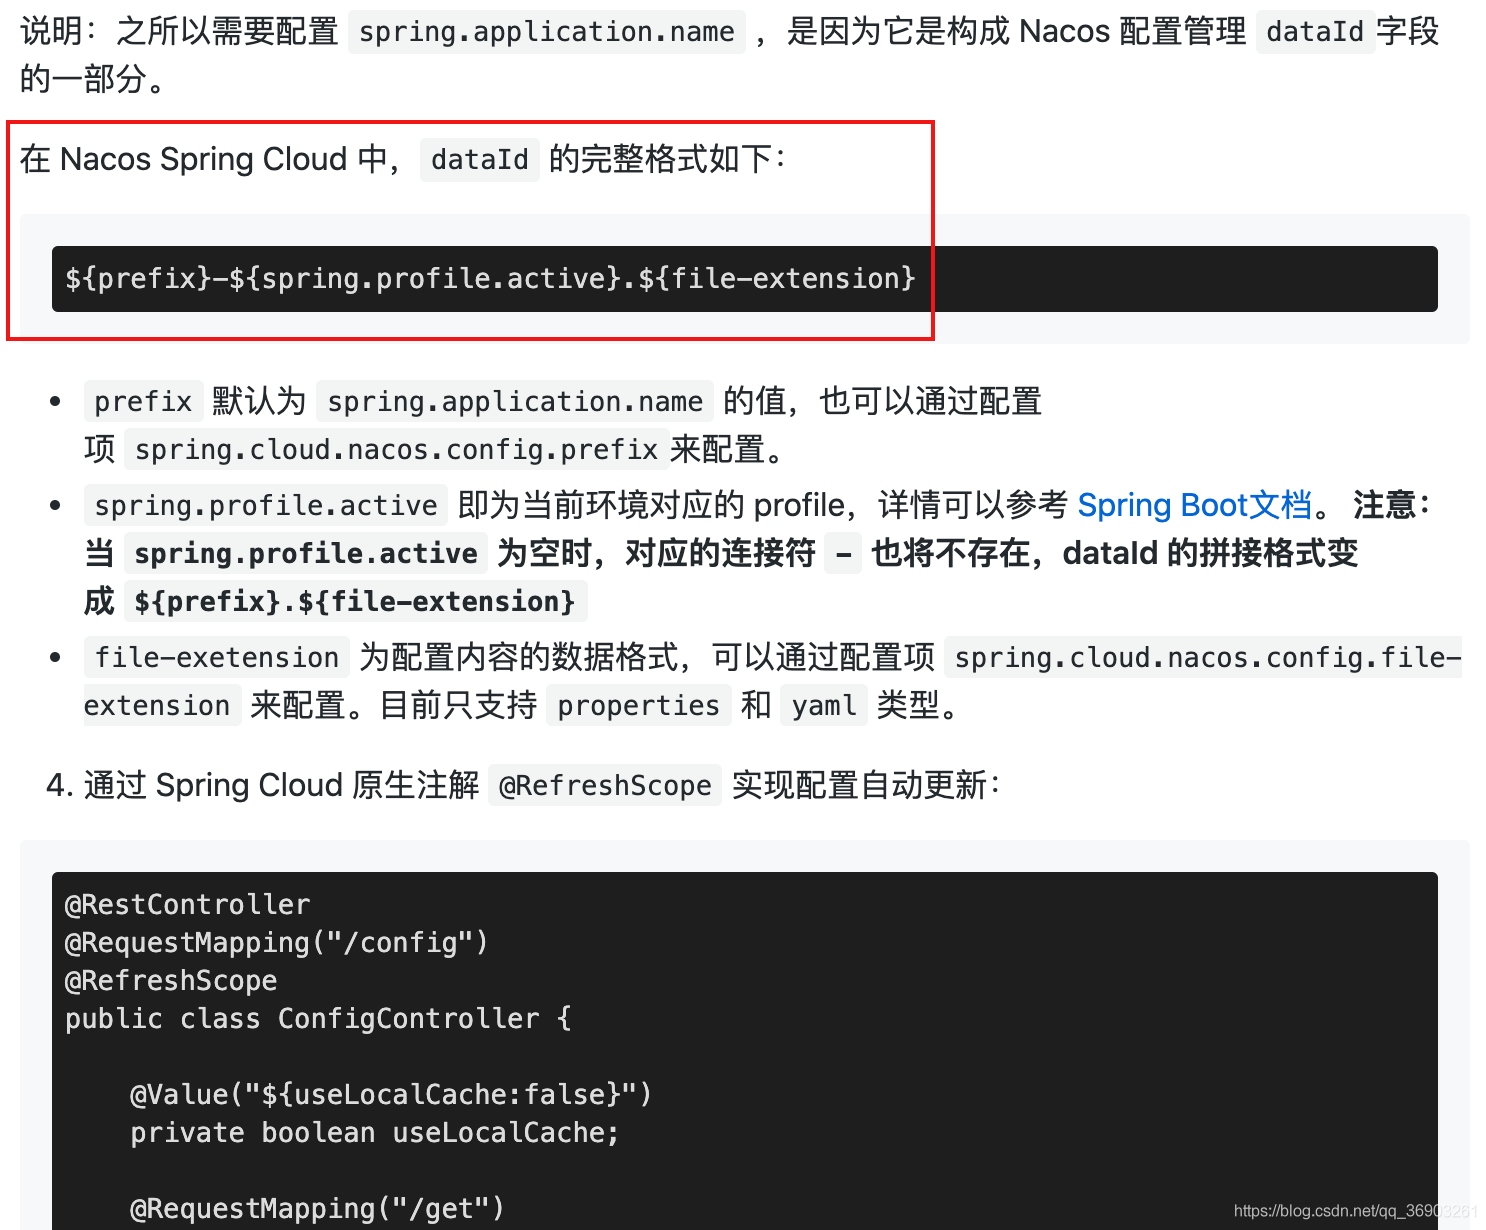 说明：之所以需要配置 spring.application.name ，是因为它是构成 Nacos 配置管理 dataId 字段
的一部分。
在 Nacos Spring Cloud 中，dataId 的完整格式如下：
${prefix}-${spring.profile.active}.${file-extension}
• prefix 默认为 spring.application.name 的值，也可以通过配置
项 spring.cloud.nacos.config.prefix来配置。
• spring.profile.active 即为当前环境对应的 profile，详情可以参考 Spring Boot文档。 注意：
当 spring.profile.active 为空时，对应的连接符 - 也将不存在，dataId 的拼接格式变
成 ${prefix}.${file-extension}
• file-exetension 为配置内容的数据格式，可以通过配置项 spring.cloud.nacos.config.file-
extension 来配置。目前只支持 properties 和 yaml 类型。
4. 通过 Spring Cloud 原生注解 @RefreshScope 实现配置自动更新：
@RestController
@RequestMapping("/config")
@RefreshScope
public class ConfigController {
@Value("${useLocalCache:false}")
private boolean useLocalCache;
@RequestMapping("/get")
https://blog.csdn.net/qq_36903261